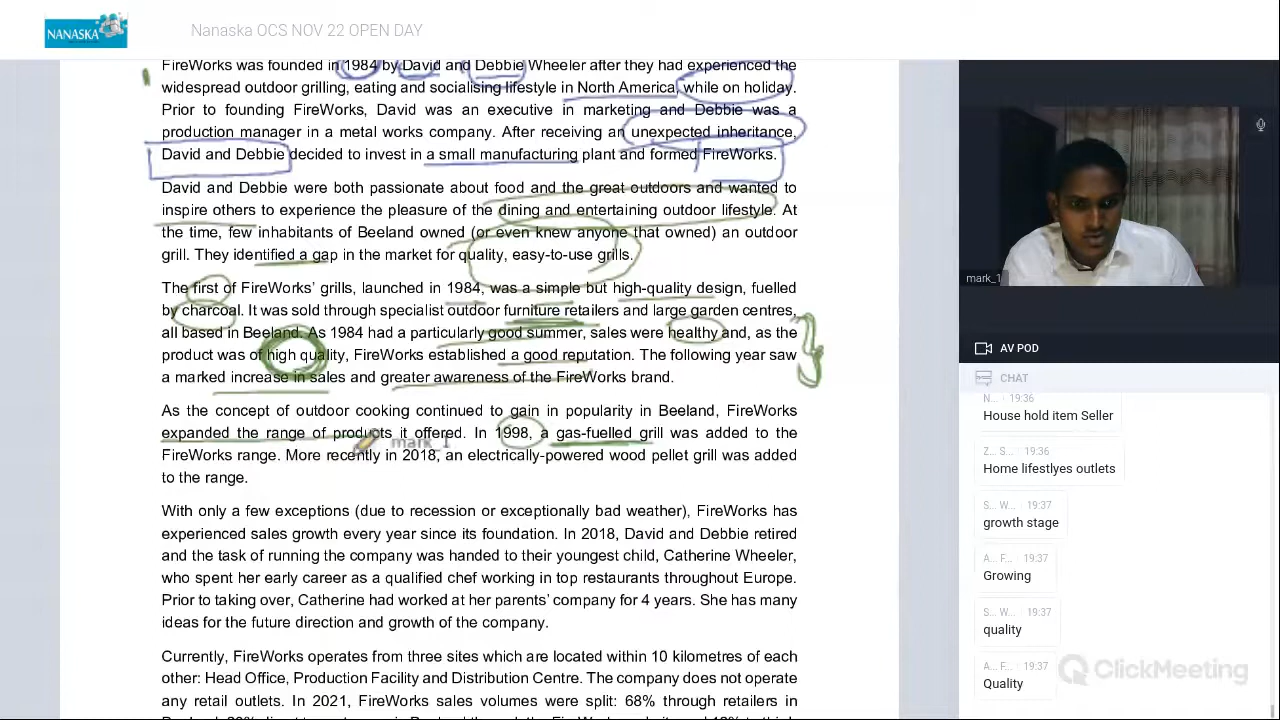 NANASKA
Nanaska OCS NOV 22 OPEN DAY
FireWorks was founded in 1984 by David and Debbie Wheeler after they had experienced the
widespread outdoor grilling, eating and socialising lifestyle in North America, while on holiday.
Prior to founding FireWorks, David was an executive in marketing and Debbie was a
production manager in a metal works company. After receiving an unexpected inheritance,
David and Debbie decided to invest in a small manufacturing plant and formed FireWorks.
David and Debbie were both passionate about food and the great outdoors and wanted to
inspire others to experience the pleasure of the dining and entertaining outdoor lifestyle. At
the time, few inhabitants of Beeland owned (or even knew anyone that owned) an outdoor
grill. They identified a gap in the market for quality, easy-to-use grills.
The first of FireWorks’ grills, launched in 1984, was a simple but high-quality design, fuelled
by charcoal. It was sold through specialist outdoor furniture retailers and large garden centres,
all based in Beeland. As 1984 had a particularly good summer, sales were healthy and, as the
product was of high quality, FireWorks established a good reputation. The following year saw
a marked increase in sales and greater awareness of the FireWorks brand.
As the concept of outdoor cooking continued to gain in popularity in Beeland, FireWorks
expanded the range of products it offered. In 1998, a gas-fuelled grill was added to the
mark_1
FireWorks range. More recently in 2018, an electrically-powered wood pellet grill was added
to the range.
With only a few exceptions (due to recession or exceptionally bad weather), FireWorks has
experienced sales growth every year since its foundation. In 2018, David and Debbie retired
and the task of running the company was handed to their youngest child, Catherine Wheeler,
who spent her early career as a qualified chef working in top restaurants throughout Europe.
Prior to taking over, Catherine had worked at her parents’ company for 4 years. She has many
ideas for the future direction and growth of the company.
Currently, FireWorks operates from three sites which are located within 10 kilometres of each
other: Head Office, Production Facility and Distribution Centre. The company does not operate
any retail outlets. In 2021, FireWorks sales volumes were split: 68% through retailers in
mark_1
AV POD
CHAT
N... : 19:36
House hold item Seller
Z... S... : 19:36
Home lifestlyes outlets
S... W... : 19:37
growth stage
A... F... : 19:37
Growing
S... W... : 19:37
quality
A... F... : 19:37
Quality
ClickMeeting